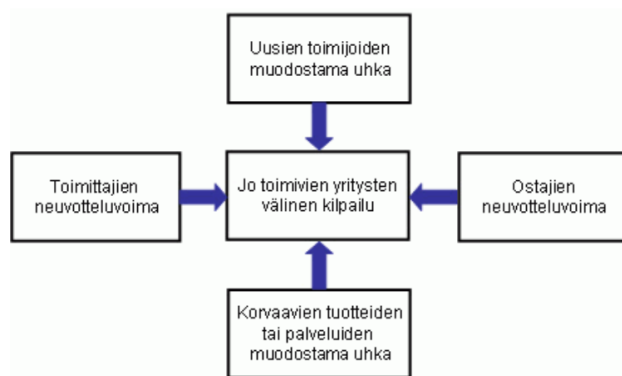 Uusien toimijoiden
muodostama uhka
Toimittajien
neuvotteluvoima
Jo toimivien yritysten
välinen kilpailu
Ostajien
neuvotteluvoima
Korvaavien tuotteiden
tai palveluiden
muodostama uhka